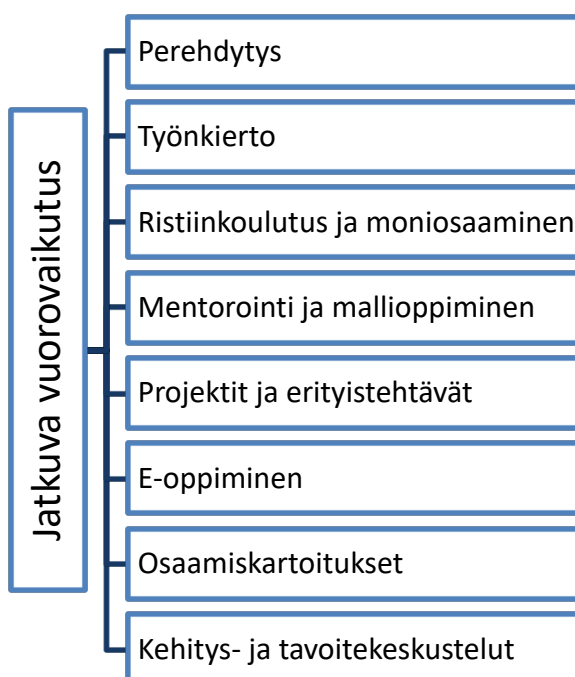 Jatkuva vuorovaikutus
Perehdytys
Työnkierto
Ristiinkoulutus ja moniosaaminen
Mentorointi ja mallioppiminen
Projektit ja erityistehtävät
E-oppiminen
Osaamiskartoitukset
Kehitys- ja tavoitekeskustelut